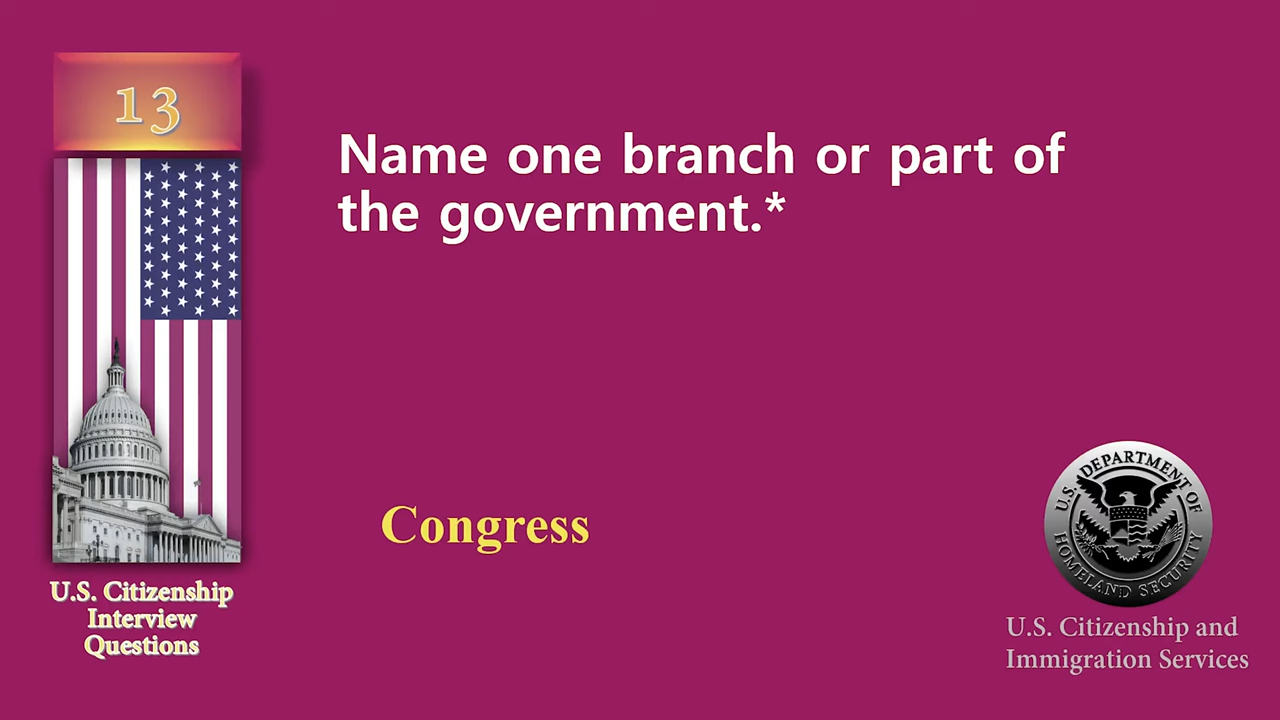 13
Name one branch or part of
the government.*
Congress
U.S. Citizenship
Interview
Questions
U.S. DEPARTMENT OF
HOMELAND SECURITY
U.S. Citizenship and
Immigration Services